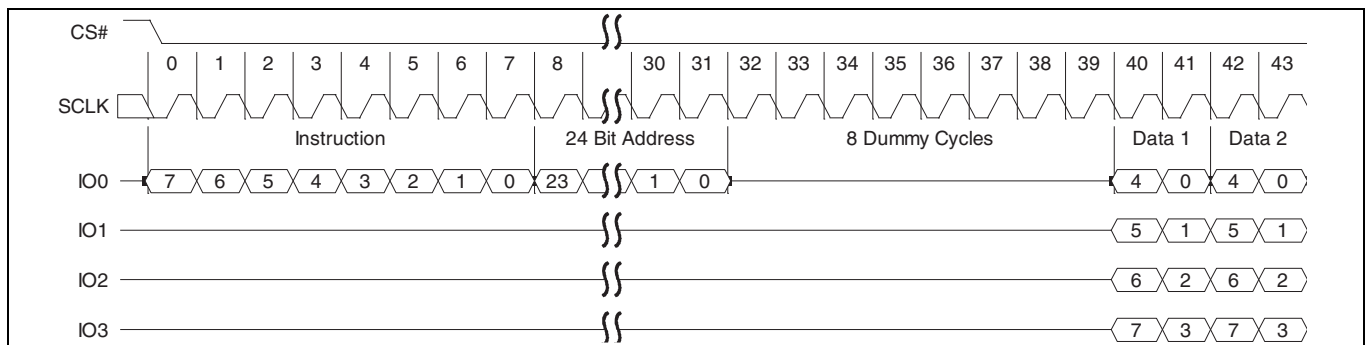 CS#
0 1 2 3 4 5 6 7 8 30 31 32 33 34 35 36 37 38 39 40 41 42 43
SCLK
Instruction 24 Bit Address 8 Dummy Cycles Data 1 Data 2
IO0 7 6 5 4 3 2 1 0 23 1 0 4 0 4 0
IO1 5 1 5 1
IO2 6 2 6 2
IO3 7 3 7 3